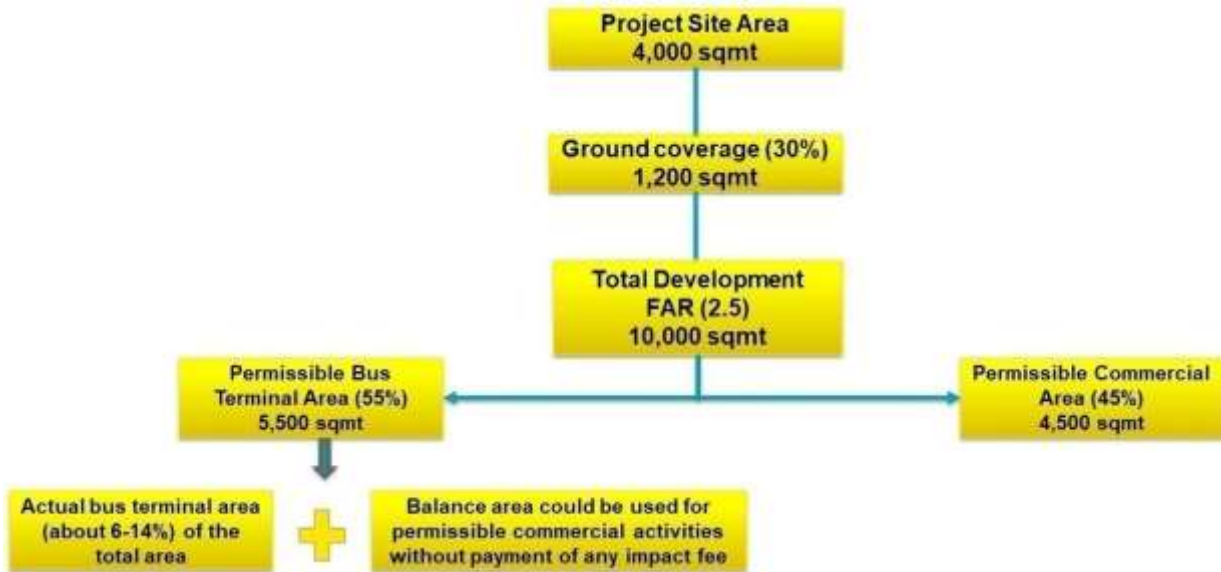 Project Site Area
4,000 sqmt
Ground coverage (30%)
1,200 sqmt
Total Development
FAR (2.5)
10,000 sqmt
Permissible Bus
Terminal Area (55%)
5,500 sqmt
Permissible Commercial
Area (45%)
4,500 sqmt
Actual bus terminal area
(about 6-14%) of the
total area
Balance area could be used for
permissible commercial activities
without payment of any impact fee